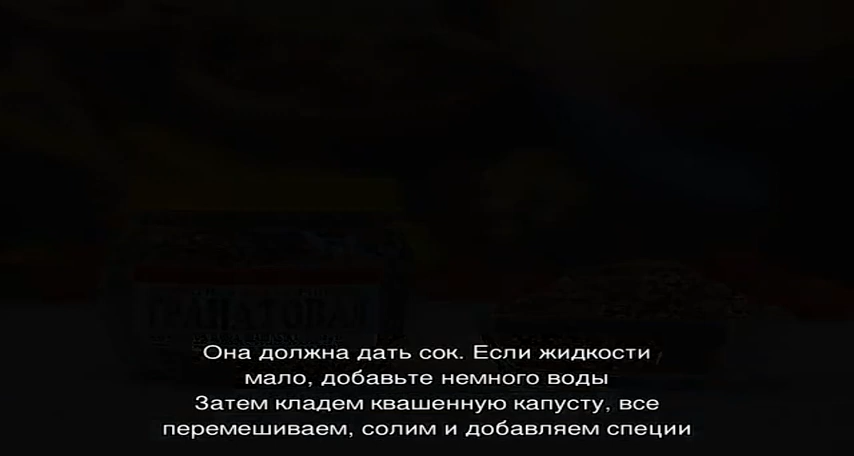 ГРАНАТОВАЯ
Она должна дать сок. Если жидкости
мало, добавьте немного воды
Затем кладем квашенную капусту, все
перемешиваем, солим и добавляем специи